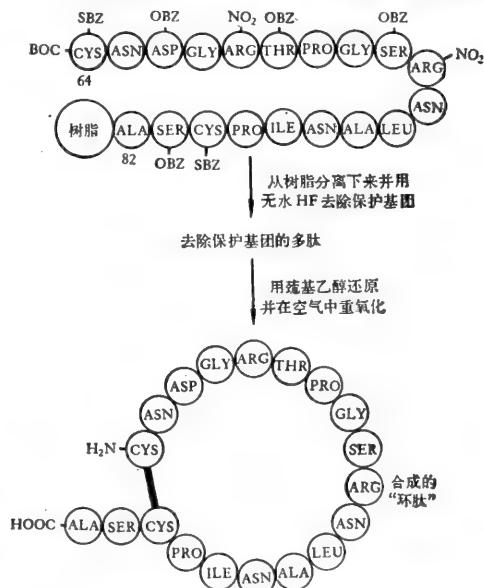 SBZ OBZ NO₂ OBZ OBZ
BOC CYS ASN ASP GLY ARG THR PRO GLY SER ARG NO₂
64
ASN
树脂 ALA SER CYS PRO ILE ASN ALA LEU
82 OBZ SBZ
从树脂分离下来并用
无水HF去除保护基团
去除保护基团的多肽
用巯基乙醇还原
并在空气中重氧化
GLY ARG THR
ASP PRO
ASN GLY
H₂N CYS SER
ARG 合成的
“环肽”
HOOC ALA SER CYS ASN
PRO LEU
ILE ASN ALA